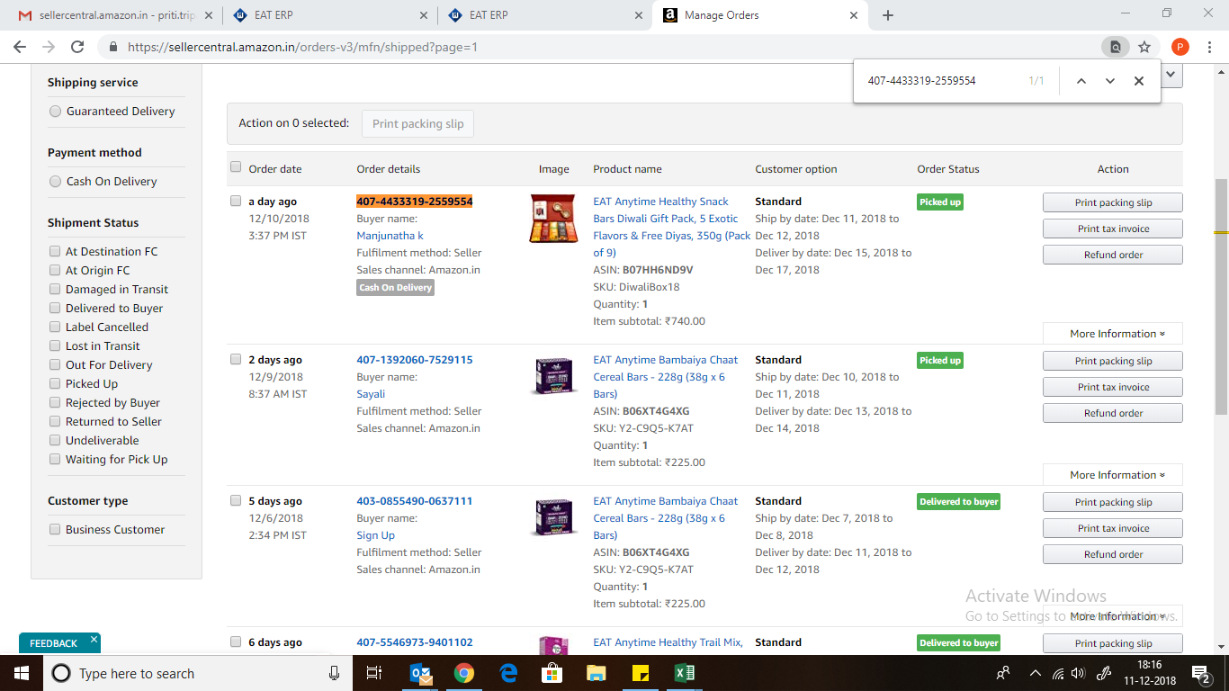 sellercentral.amazon.in - priti.trip
EAT ERP
EAT ERP
Manage Orders
https://sellercentral.amazon.in/orders-v3/mfn/shipped?page=1
P
407-4433319-2559554 1/1
Shipping service
Guaranteed Delivery
Payment method
Cash On Delivery
Shipment Status
At Destination FC
At Origin FC
Damaged in Transit
Delivered to Buyer
Label Cancelled
Lost in Transit
Out For Delivery
Picked Up
Rejected by Buyer
Returned to Seller
Undeliverable
Waiting for Pick Up
Customer type
Business Customer
FEEDBACK
Action on 0 selected: Print packing slip
Order date Order details Image Product name Customer option Order Status Action
a day ago
12/10/2018
3:37 PM IST
407-4433319-2559554
Buyer name:
Manjunatha k
Fulfilment method: Seller
Sales channel: Amazon.in
Cash On Delivery
EAT Anytime Healthy Snack
Bars Diwali Gift Pack, 5 Exotic
Flavors & Free Diyas, 350g (Pack
of 9)
ASIN: B07HH6ND9V
SKU: DiwaliBox18
Quantity: 1
Item subtotal: ₹740.00
Standard
Ship by date: Dec 11, 2018 to
Dec 12, 2018
Deliver by date: Dec 15, 2018 to
Dec 17, 2018
Picked up
Print packing slip
Print tax invoice
Refund order
More Information
2 days ago
12/9/2018
8:37 AM IST
407-1392060-7529115
Buyer name:
Sayali
Fulfilment method: Seller
Sales channel: Amazon.in
EAT Anytime Bambaiya Chaat
Cereal Bars - 228g (38g x 6
Bars)
ASIN: B06XT4G4XG
SKU: Y2-C9Q5-K7AT
Quantity: 1
Item subtotal: ₹225.00
Standard
Ship by date: Dec 10, 2018 to
Dec 11, 2018
Deliver by date: Dec 13, 2018 to
Dec 14, 2018
Picked up
Print packing slip
Print tax invoice
Refund order
More Information
5 days ago
12/6/2018
2:34 PM IST
403-0855490-0637111
Buyer name:
Sign Up
Fulfilment method: Seller
Sales channel: Amazon.in
EAT Anytime Bambaiya Chaat
Cereal Bars - 228g (38g x 6
Bars)
ASIN: B06XT4G4XG
SKU: Y2-C9Q5-K7AT
Quantity: 1
Item subtotal: ₹225.00
Standard
Ship by date: Dec 7, 2018 to
Dec 8, 2018
Deliver by date: Dec 11, 2018 to
Dec 12, 2018
Delivered to buyer
Print packing slip
Print tax invoice
Refund order
More Information
Activate Windows
Go to Settings to activate Windows.
6 days ago
407-5546973-9401102
EAT Anytime Healthy Trail Mix,
Standard
Delivered to buyer
Print packing slip
Type here to search
18:16
11-12-2018
2